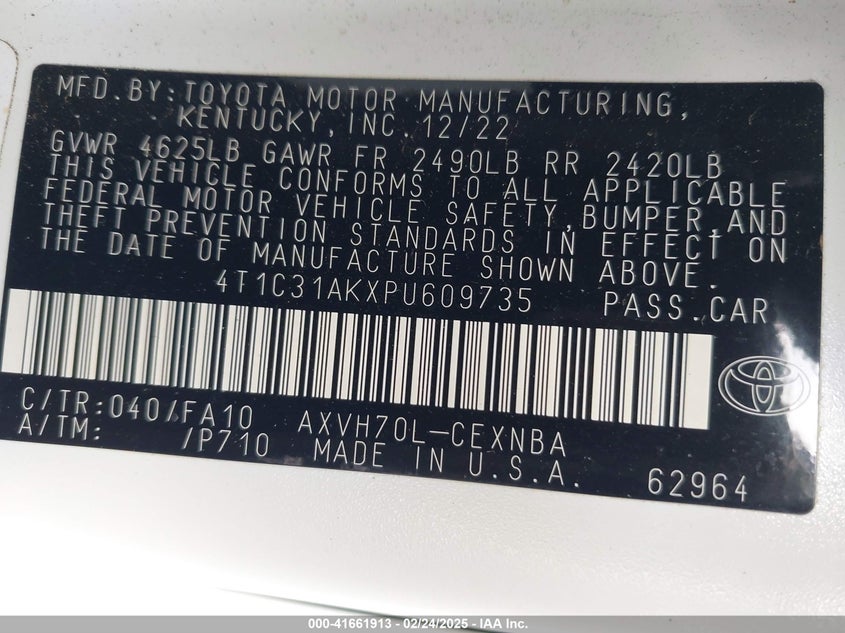 MFD.BY:TOYOTA MOTOR MANUFACTURING,
KENTUCKY, INC. 12/22
GVWR 4625LB GAWR FR 2490LB RR 2420LB
THIS VEHICLE CONFORMS TO ALL APPLICABLE
FEDERAL MOTOR VEHICLE SAFETY,BUMPER,AND
THEFT PREVENTION STANDARDS IN EFFECT ON
THE DATE OF MANUFACTURE SHOWN ABOVE.
4T1C31AKXPU609735 PASS.CAR
C/TR:040/FA10 AXVH70L-CEXNBA
A/TM: /P710 MADE IN U.S.A.
62964
000-41661913 - 02/24/2025 - IAA Inc.